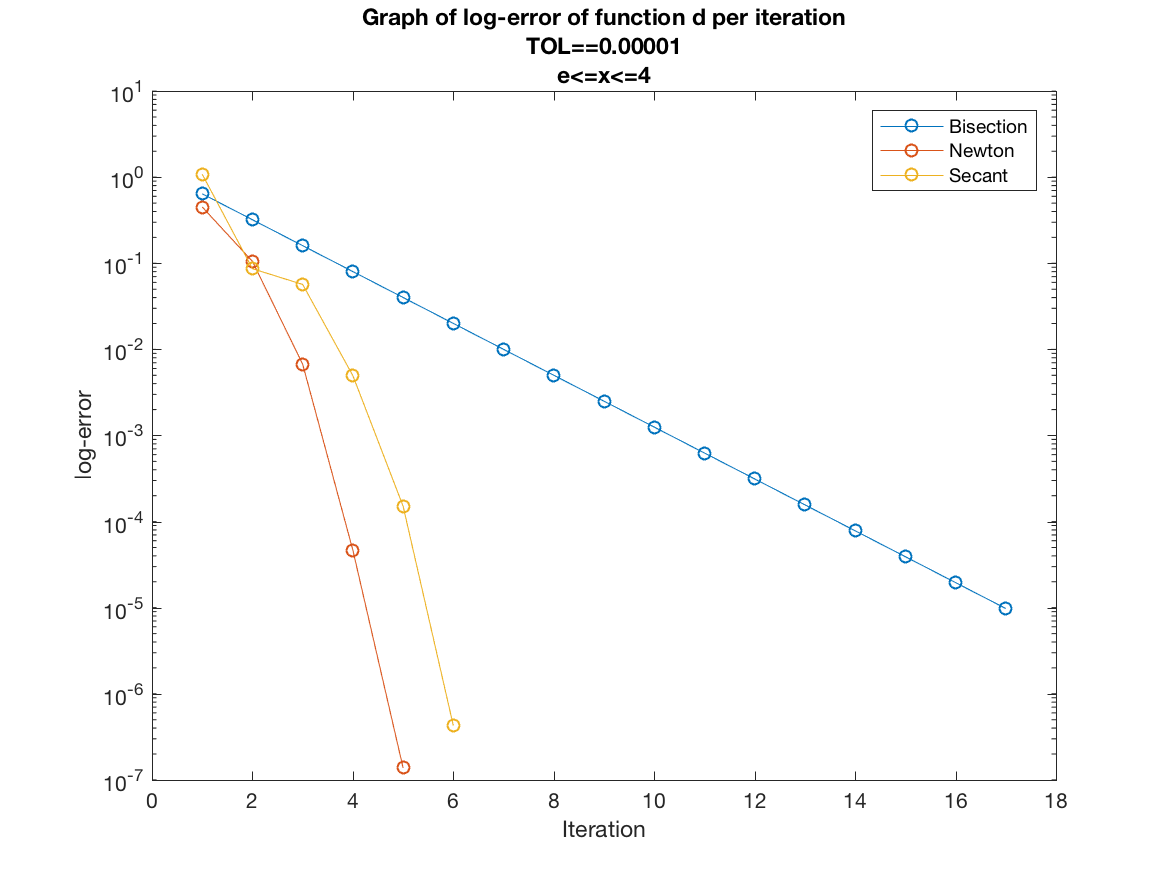 Graph of log-error of function d per iteration
TOL==0.00001
e<=x<=4
Bisection
Newton
Secant
log-error
10^1
10^0
10^-1
10^-2
10^-3
10^-4
10^-5
10^-6
10^-7
0 2 4 6 8 10 12 14 16 18
Iteration